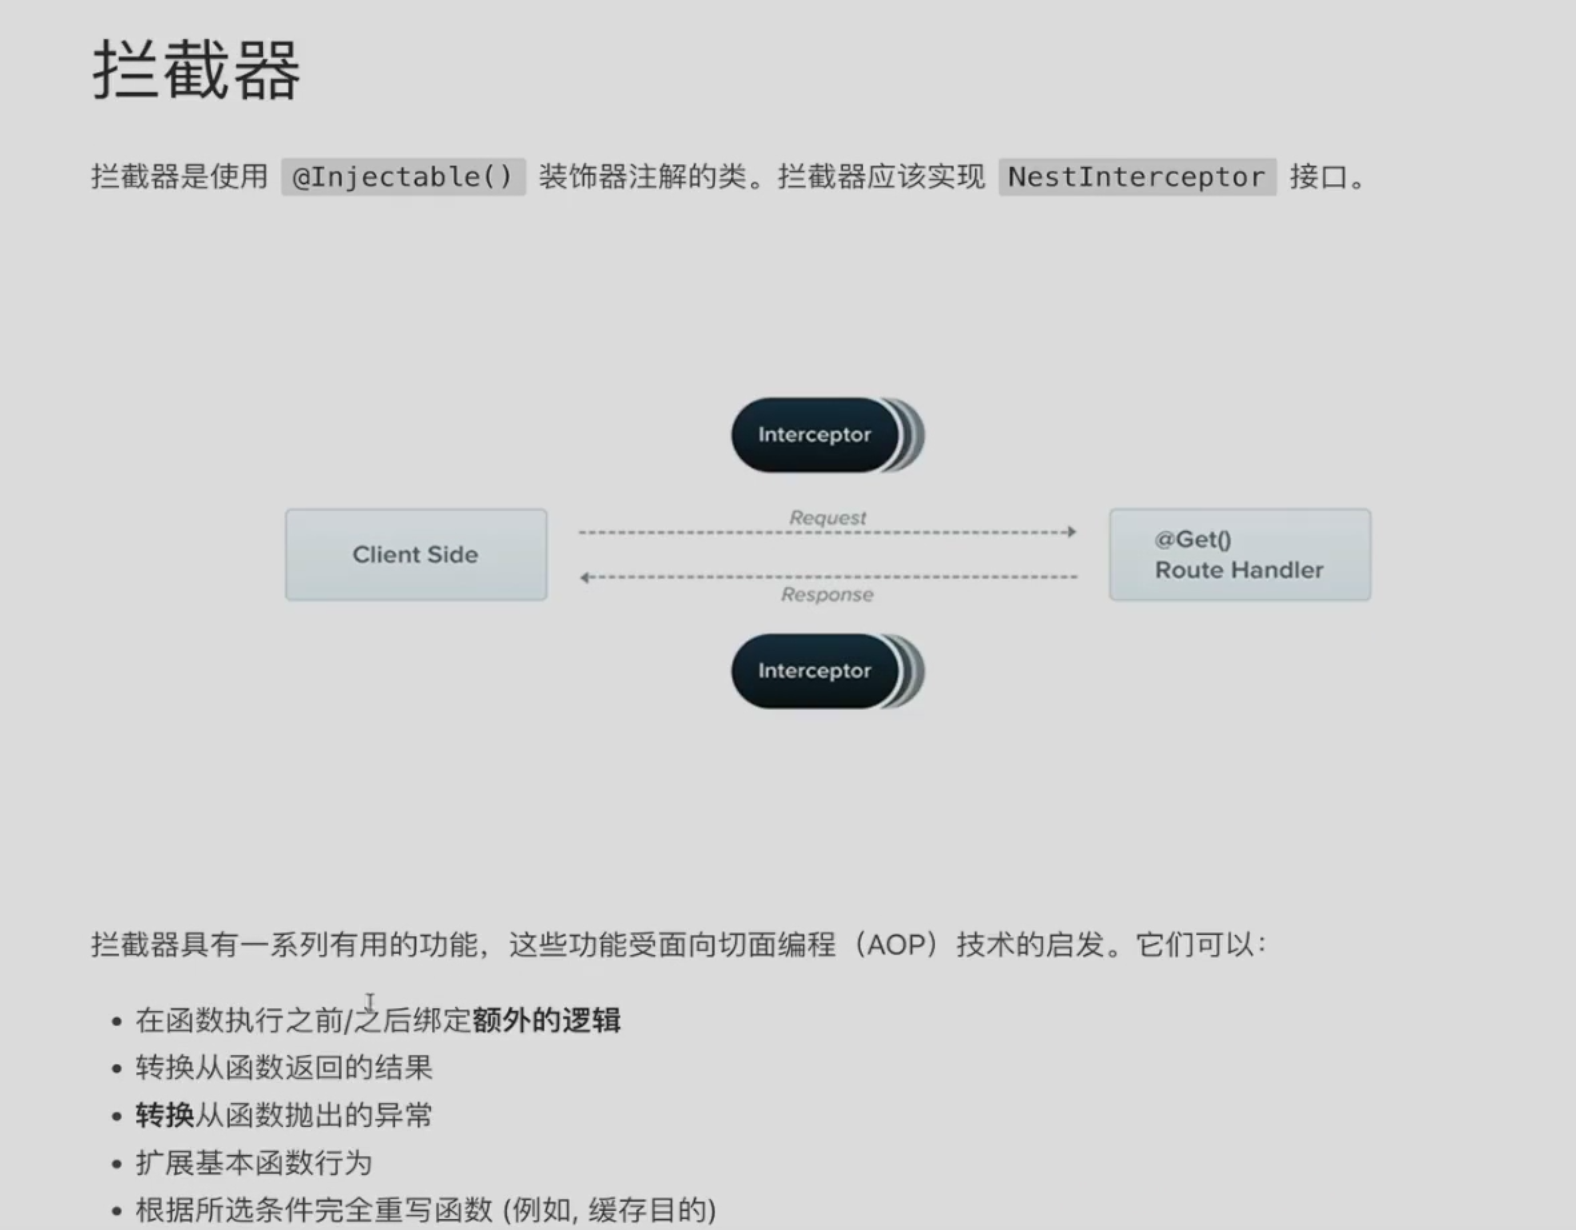 拦截器
拦截器是使用 @Injectable() 装饰器注解的类。拦截器应该实现 NestInterceptor 接口。
Interceptor
Request
Client Side
@Get()
Route Handler
Response
Interceptor
拦截器具有一系列有用的功能，这些功能受面向切面编程（AOP）技术的启发。它们可以：
• 在函数执行之前/之后绑定额外的逻辑
• 转换从函数返回的结果
• 转换从函数抛出的异常
• 扩展基本函数行为
• 根据所选条件完全重写函数 (例如, 缓存目的)